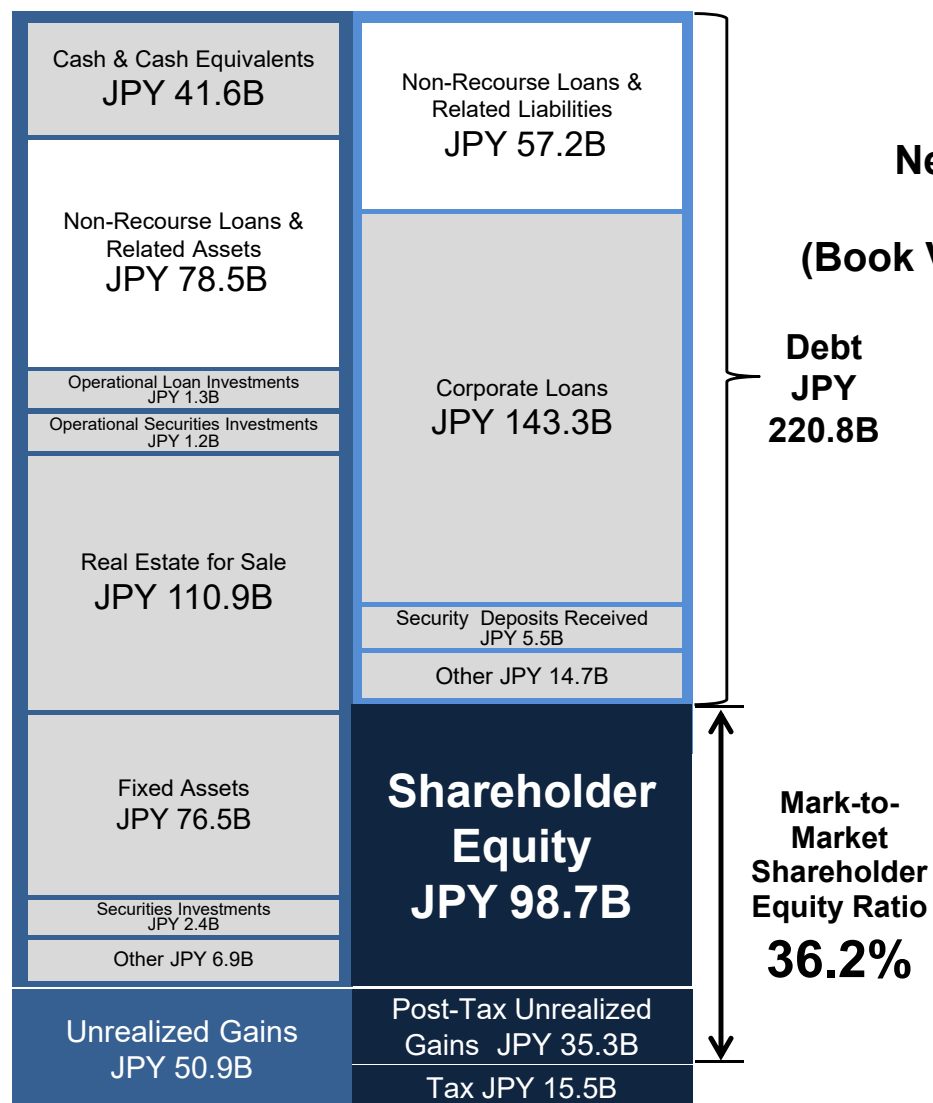 Cash & Cash Equivalents
JPY 41.6B
Non-Recourse Loans &
Related Assets
JPY 78.5B
Operational Loan Investments
JPY 1.3B
Operational Securities Investments
JPY 1.2B
Real Estate for Sale
JPY 110.9B
Fixed Assets
JPY 76.5B
Securities Investments
JPY 2.4B
Other JPY 6.9B
Unrealized Gains
JPY 50.9B
Non-Recourse Loans &
Related Liabilities
JPY 57.2B
Corporate Loans
JPY 143.3B
Security Deposits Received
JPY 5.5B
Other JPY 14.7B
Shareholder
Equity
JPY 98.7B
Post-Tax Unrealized
Gains JPY 35.3B
Tax JPY 15.5B
Ne
(Book V
Debt
JPY
220.8B
Mark-to-
Market
Shareholder
Equity Ratio
36.2%